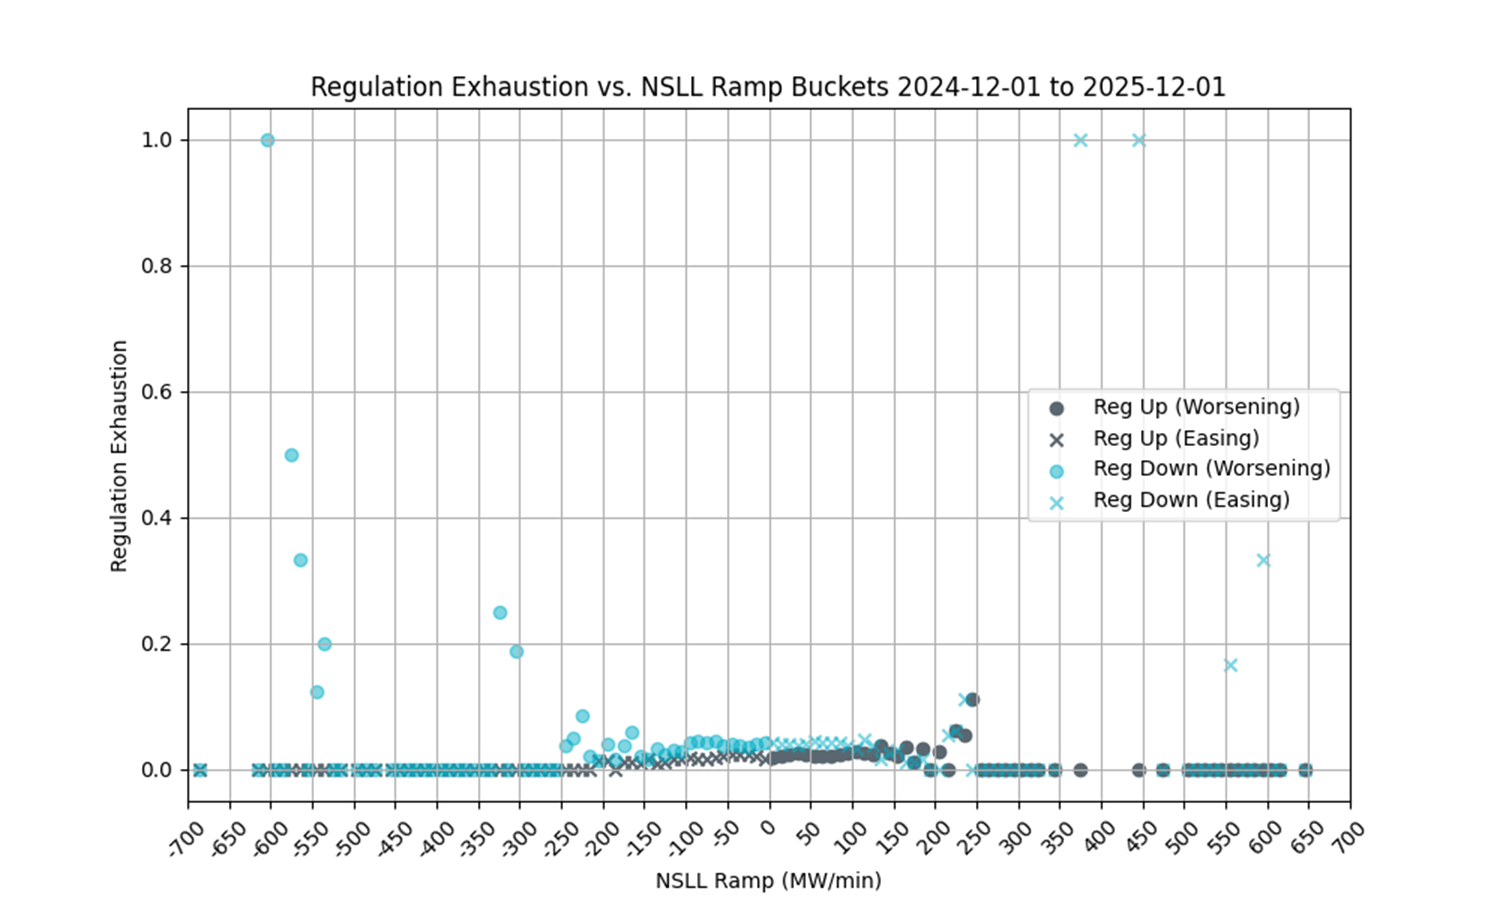 Regulation Exhaustion vs. NSLL Ramp Buckets 2024-12-01 to 2025-12-01
1.0
0.8
0.6
0.4
0.2
0.0
Regulation Exhaustion
Reg Up (Worsening)
Reg Up (Easing)
Reg Down (Worsening)
Reg Down (Easing)
-700 -650 -600 -550 -500 -450 -400 -350 -300 -250 -200 -150 -100 -50 0 50 100 150 200 250 300 350 400 450 500 550 600 650 700
NSLL Ramp (MW/min)